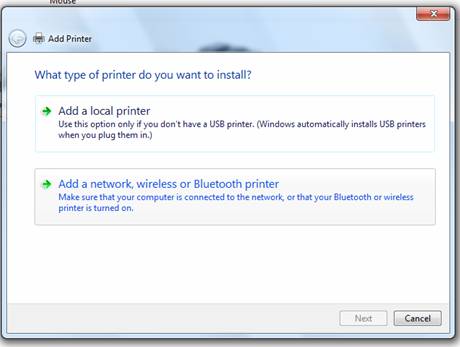 Mouse
Add Printer
What type of printer do you want to install?
Add a local printer
Use this option only if you don't have a USB printer. (Windows automatically installs USB printers
when you plug them in.)
Add a network, wireless or Bluetooth printer
Make sure that your computer is connected to the network, or that your Bluetooth or wireless
printer is turned on.
Next Cancel